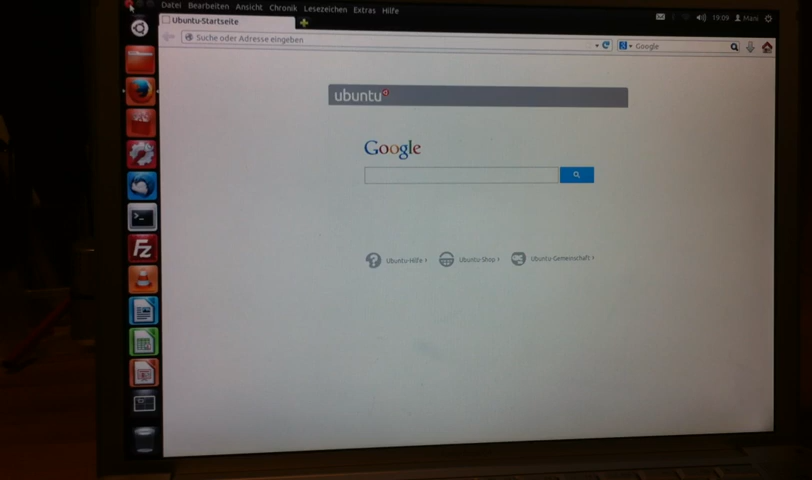 Datei Bearbeiten Ansicht Chronik Lesezeichen Extras Hilfe
19:09
Ubuntu-Startseite
Suche oder Adresse eingeben
Google
ubuntu
Google
Ubuntu-Hilfe
Ubuntu-Shop
Ubuntu-Gemeinschaft
>_
FZ